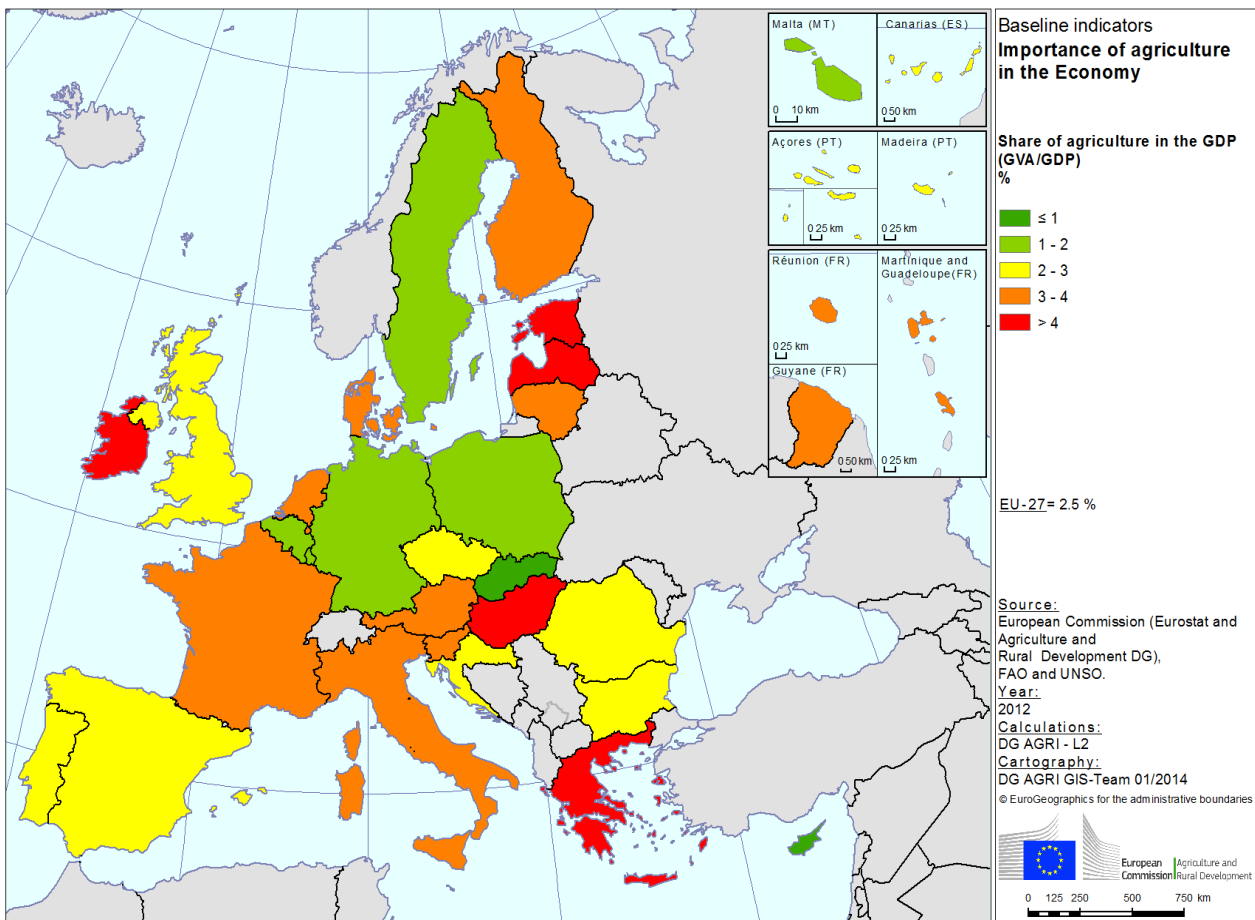 Malta (MT)
0 10 km
Canarias (ES)
0 50 km
Açores (PT)
0 25 km
Madeira (PT)
0 25 km
Réunion (FR)
0 25 km
Martinique and
Guadeloupe(FR)
0 25 km
Guyane (FR)
0 50 km
Baseline indicators
Importance of agriculture
in the Economy
Share of agriculture in the GDP
(GVA/GDP)
%
≤ 1
1 - 2
2 - 3
3 - 4
> 4
EU-27= 2.5 %
Source:
European Commission (Eurostat and
Agriculture and
Rural Development DG),
FAO and UNSO.
Year:
2012
Calculations:
DG AGRI - L2
Cartography:
DG AGRI GIS-Team 01/2014
© EuroGeographics for the administrative boundaries
European
Commission
Agriculture and
Rural Development
0 125 250 500 750 km